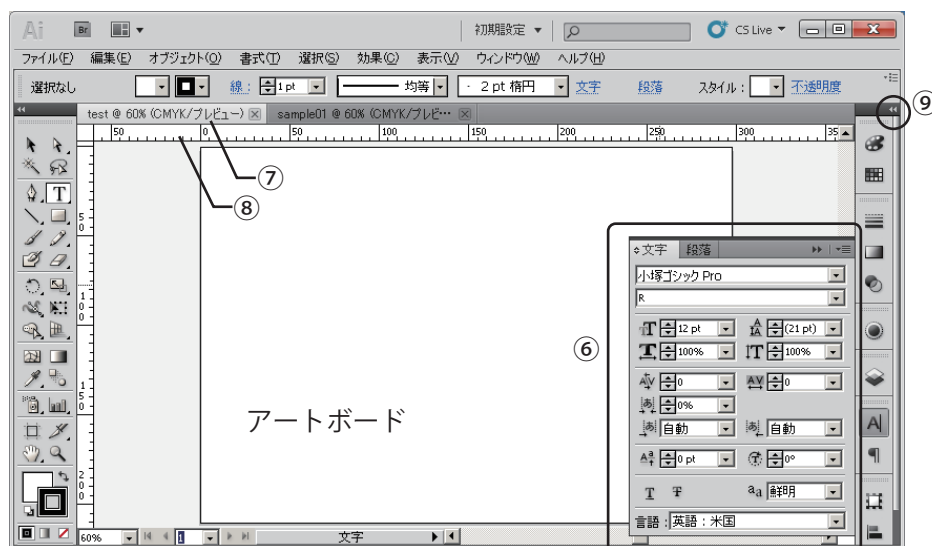 Ai Br 初期設定 CS Live
ファイル(F) 編集(E) オブジェクト(O) 書式(T) 選択(S) 効果(C) 表示(V) ウィンドウ(W) ヘルプ(H)
選択なし 線: 1 pt 均等 2 pt 楕円 文字 段落 スタイル: 不透明度
⑨
test @ 60% (CMYK/プレビュー) sample01 @ 60% (CMYK/プレビ…
50 0 50 100 150 200 250 300 35
⑦
⑧
文字 段落
小塚ゴシック Pro
R
⑥
12 pt (21 pt)
100% 100%
0 0
0%
自動 自動
0 pt 0°
T T aa 鮮明
言語: 英語:米国
50
100
150
200
アートボード
60% 1 文字